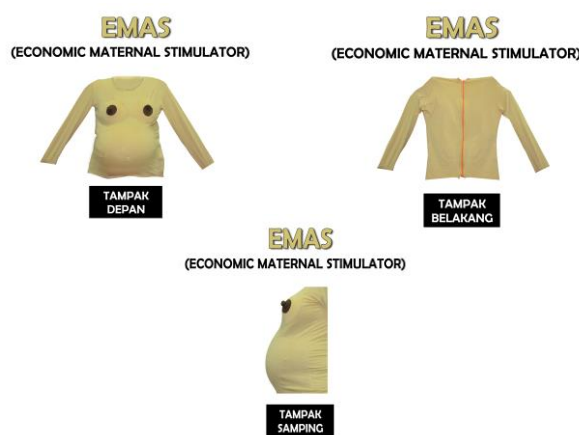 EMAS
(ECONOMIC MATERNAL STIMULATOR)
TAMPAK
DEPAN
EMAS
(ECONOMIC MATERNAL STIMULATOR)
TAMPAK
BELAKANG
EMAS
(ECONOMIC MATERNAL STIMULATOR)
TAMPAK
SAMPING